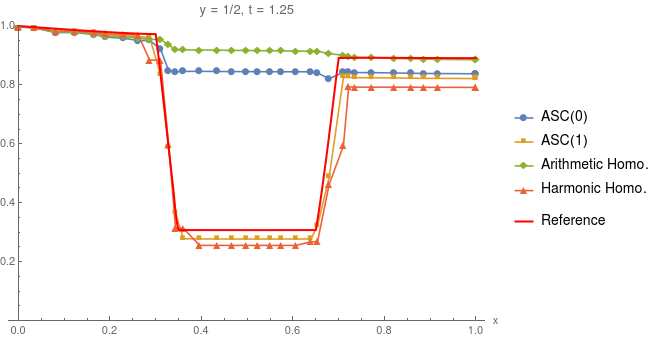 y = 1/2, t = 1.25
1.0
0.8
0.6
0.4
0.2
0.0
0.2
0.4
0.6
0.8
1.0
x
ASC(0)
ASC(1)
Arithmetic Homo.
Harmonic Homo.
Reference